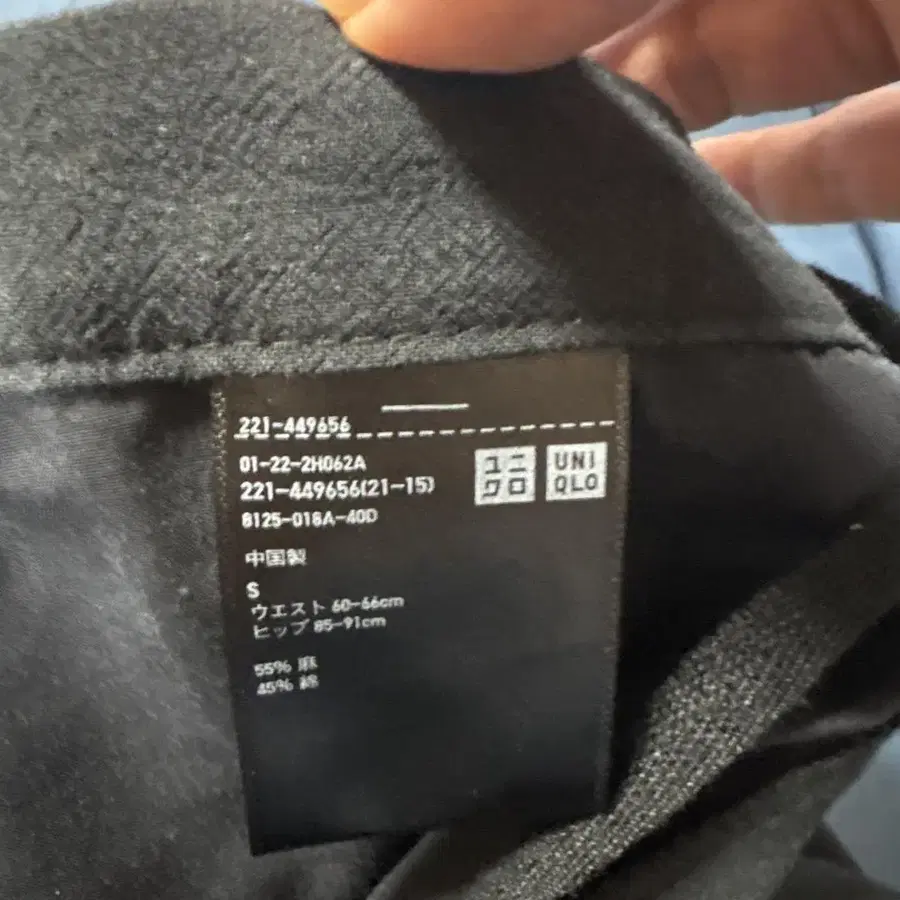 221-449656
01-22-2H062A
221-449656(21-15)
8125-018A-40D
ユニ
クロ
UNI
QLO
中国製
S
ウエスト 60-66cm
ヒップ 85-91cm
55% 麻
45% 綿